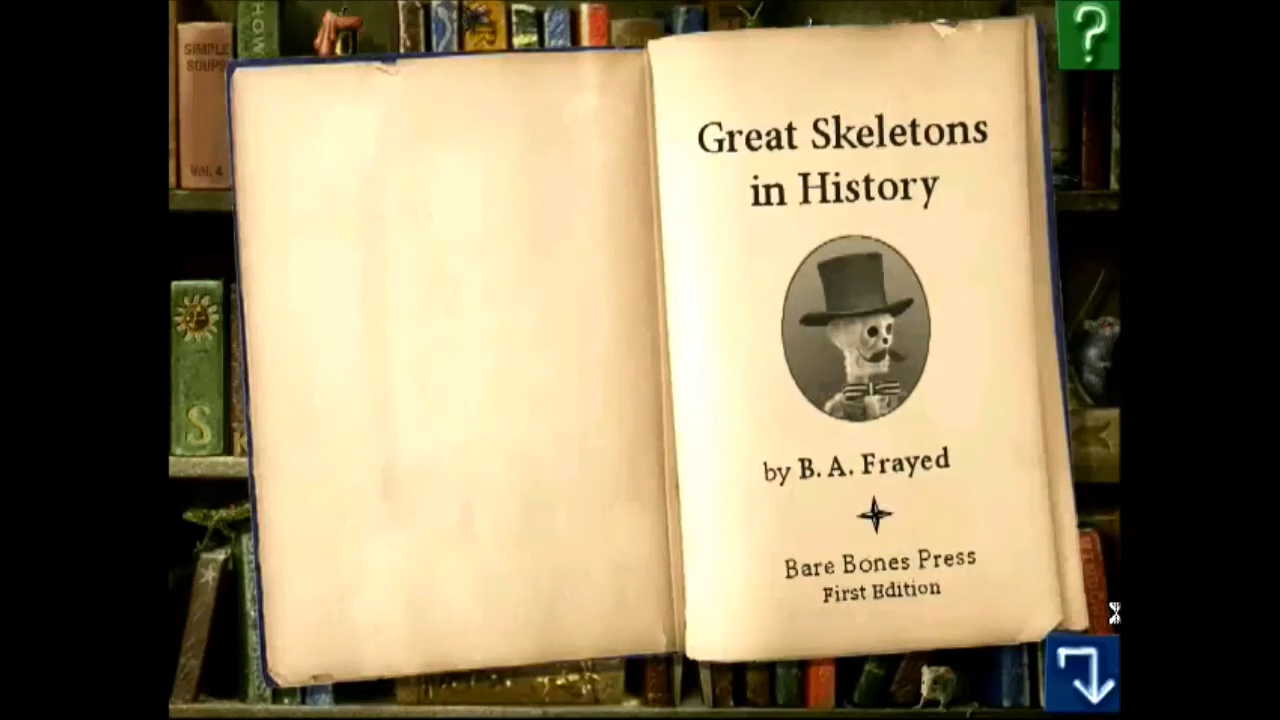 SIMPLE
SOUPS
Vol. 4
S
Great Skeletons
in History
by B. A. Frayed
Bare Bones Press
First Edition
?